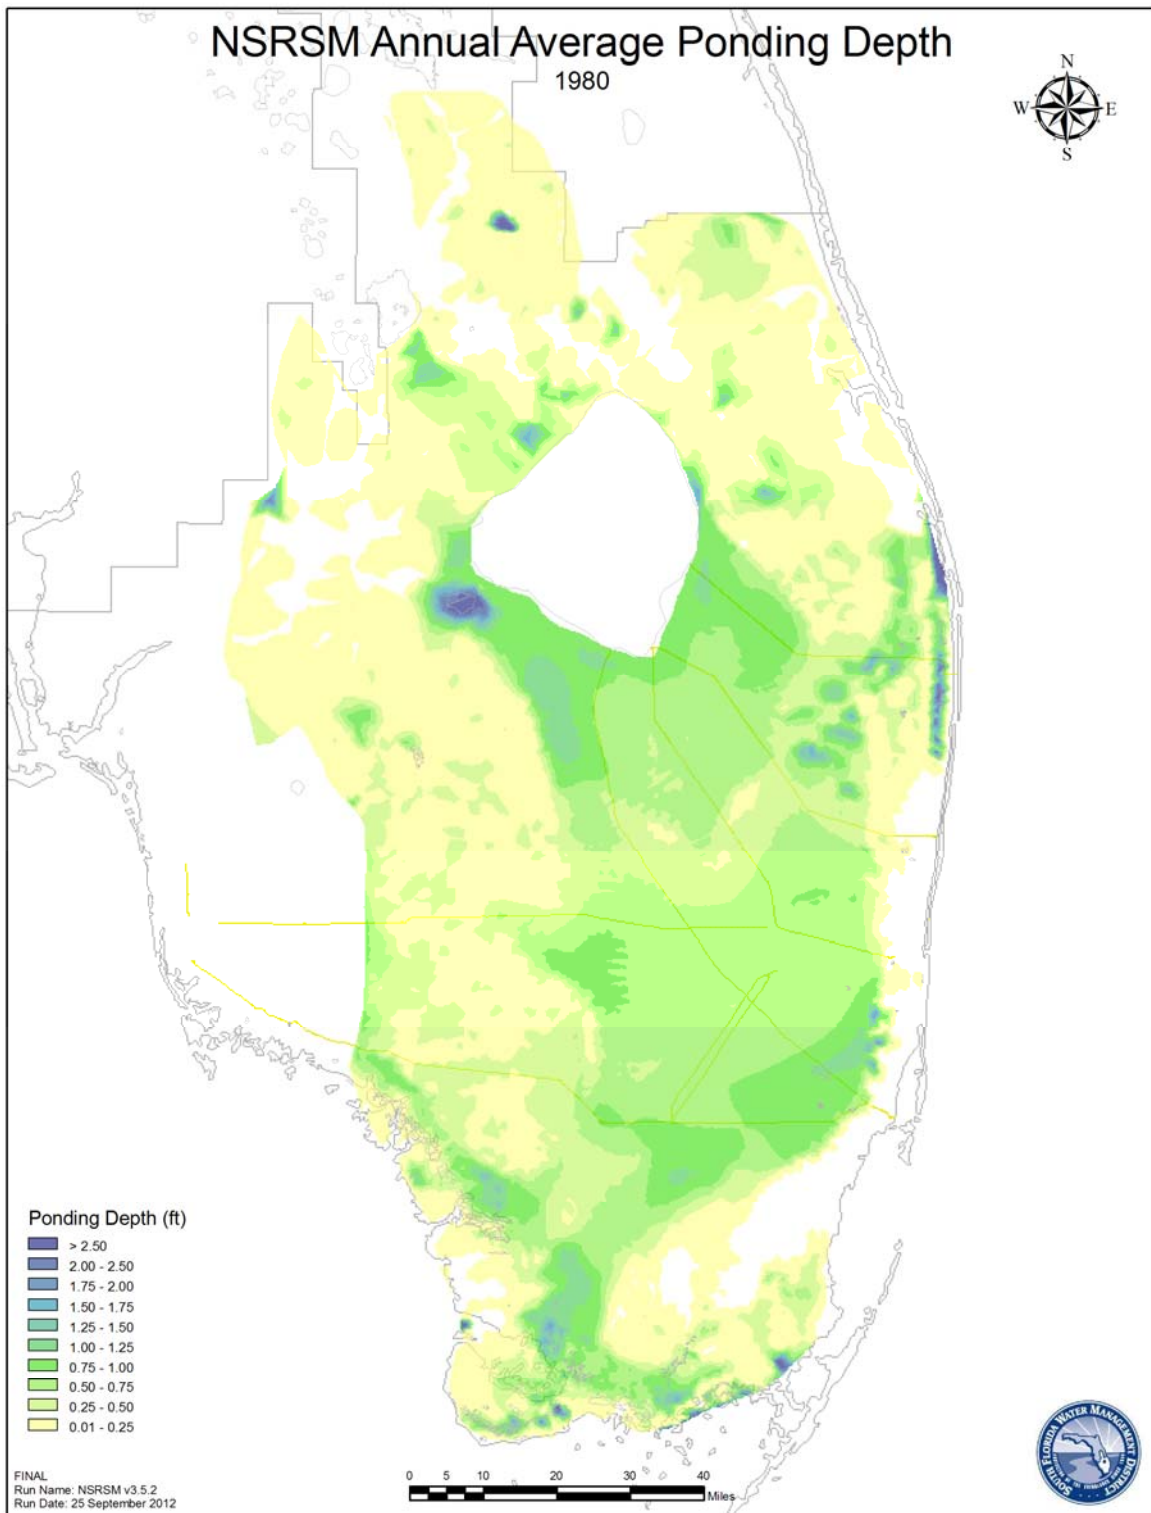 NSRSM Annual Average Ponding Depth
1980
N
W
E
S
Ponding Depth (ft)
> 2.50
2.00 - 2.50
1.75 - 2.00
1.50 - 1.75
1.25 - 1.50
1.00 - 1.25
0.75 - 1.00
0.50 - 0.75
0.25 - 0.50
0.01 - 0.25
FINAL
Run Name: NSRSM v3.5.2
Run Date: 25 September 2012
0 5 10 20 30 40
Miles
SOUTH FLORIDA WATER MANAGEMENT DISTRICT